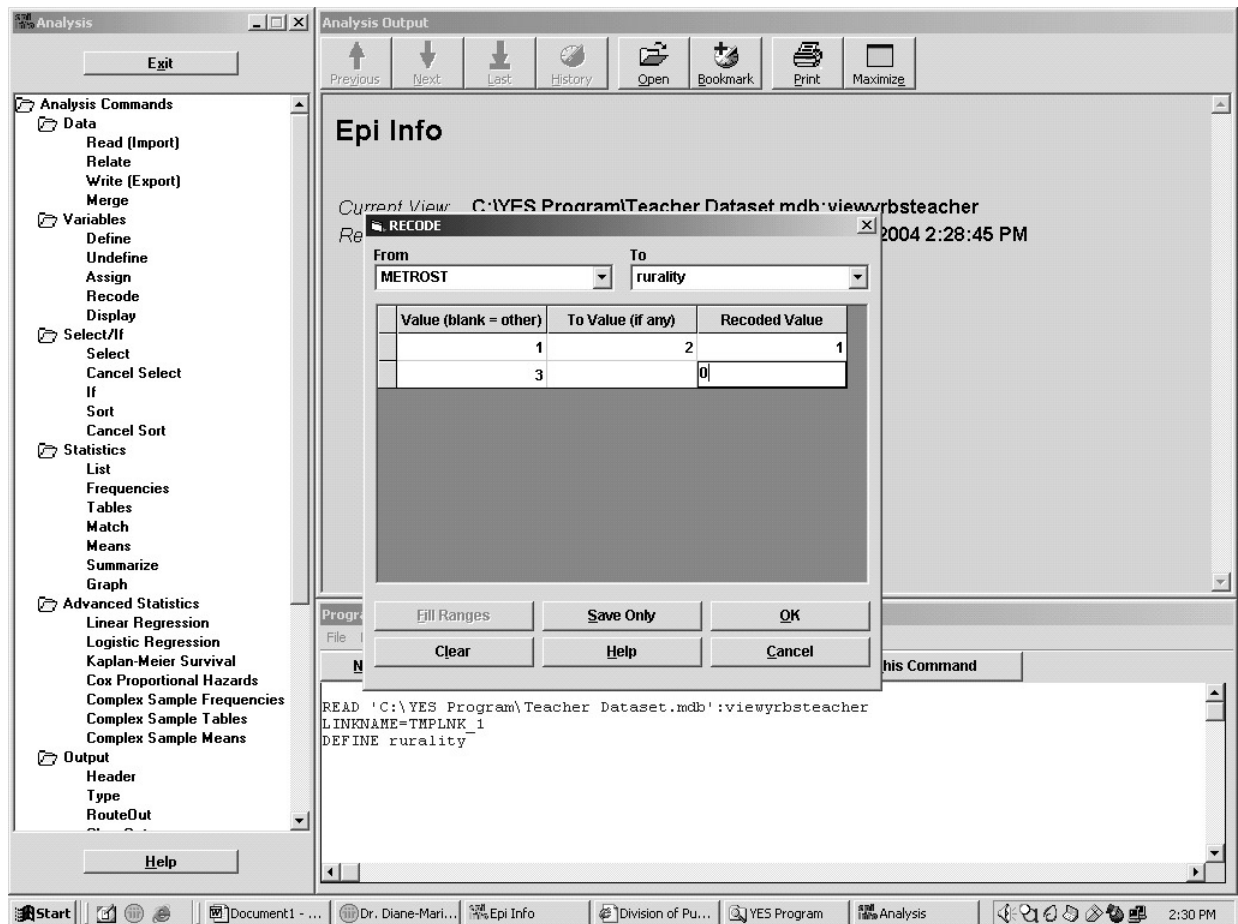 Analysis
Exit
Analysis Commands
Data
Read (Import)
Relate
Write (Export)
Merge
Variables
Define
Undefine
Assign
Recode
Display
Select/If
Select
Cancel Select
If
Sort
Cancel Sort
Statistics
List
Frequencies
Tables
Match
Means
Summarize
Graph
Advanced Statistics
Linear Regression
Logistic Regression
Kaplan-Meier Survival
Cox Proportional Hazards
Complex Sample Frequencies
Complex Sample Tables
Complex Sample Means
Output
Header
Type
RouteOut
Help
Analysis Output
Previous Next Last History Open Bookmark Print Maximize
Epi Info
Current View: C:\YES Program\Teacher Dataset.mdb:viewyrbsteacher
Re 2004 2:28:45 PM
RECODE
From To
METROST rurality
Value (blank = other) To Value (if any) Recoded Value
1 2 1
3 0
Fill Ranges Save Only OK
Clear Help Cancel
Progr
File
N his Command
READ 'C:\YES Program\Teacher Dataset.mdb':viewyrbsteacher
LINKNAME=TMPLNK_1
DEFINE rurality
Start Document1 - ... Dr. Diane-Mari... Epi Info Division of Pu... YES Program Analysis 2:30 PM